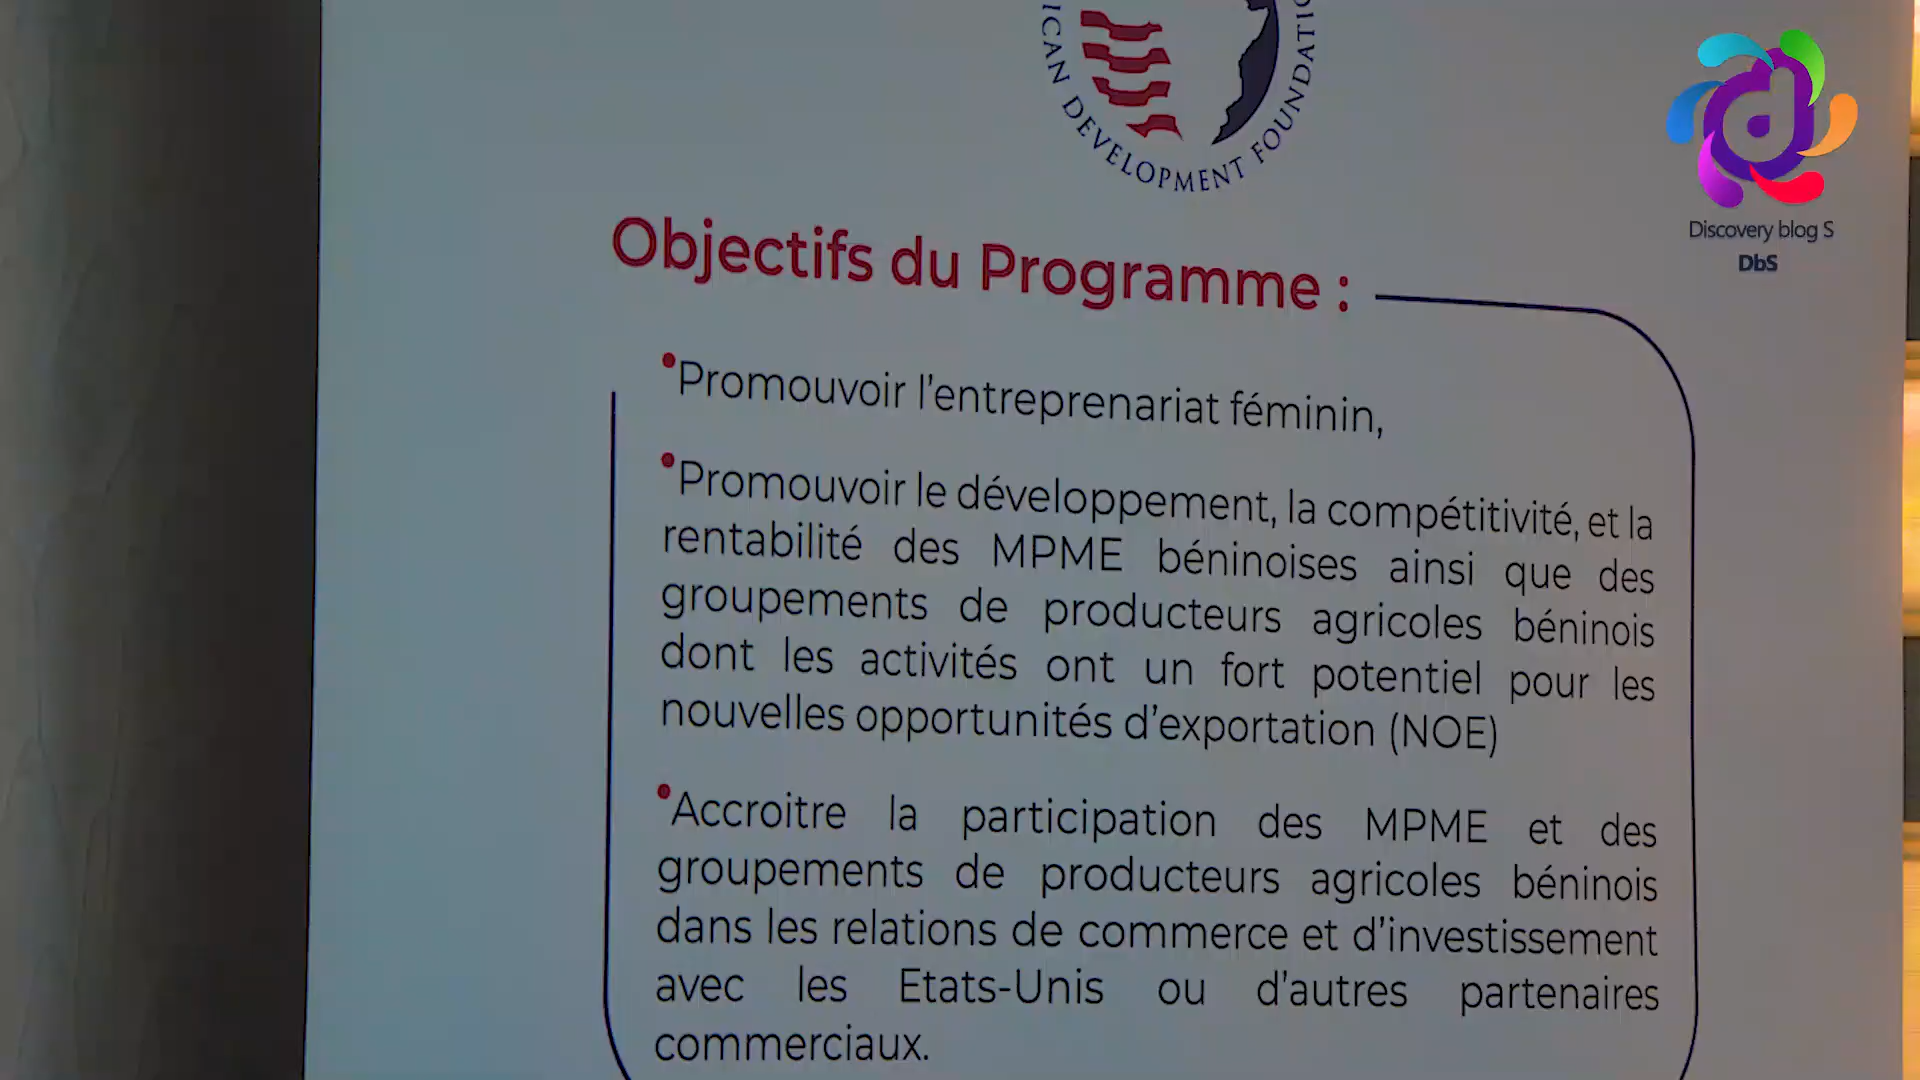 ICAN DEVELOPMENT FOUNDATI
Discovery blog S
DbS
Objectifs du Programme :
•Promouvoir l'entreprenariat féminin,
•Promouvoir le développement, la compétitivité, et la
rentabilité des MPME béninoises ainsi que des
groupements de producteurs agricoles béninois
dont les activités ont un fort potentiel pour les
nouvelles opportunités d'exportation (NOE)
•Accroitre la participation des MPME et des
groupements de producteurs agricoles béninois
dans les relations de commerce et d'investissement
avec les Etats-Unis ou d'autres partenaires
commerciaux.